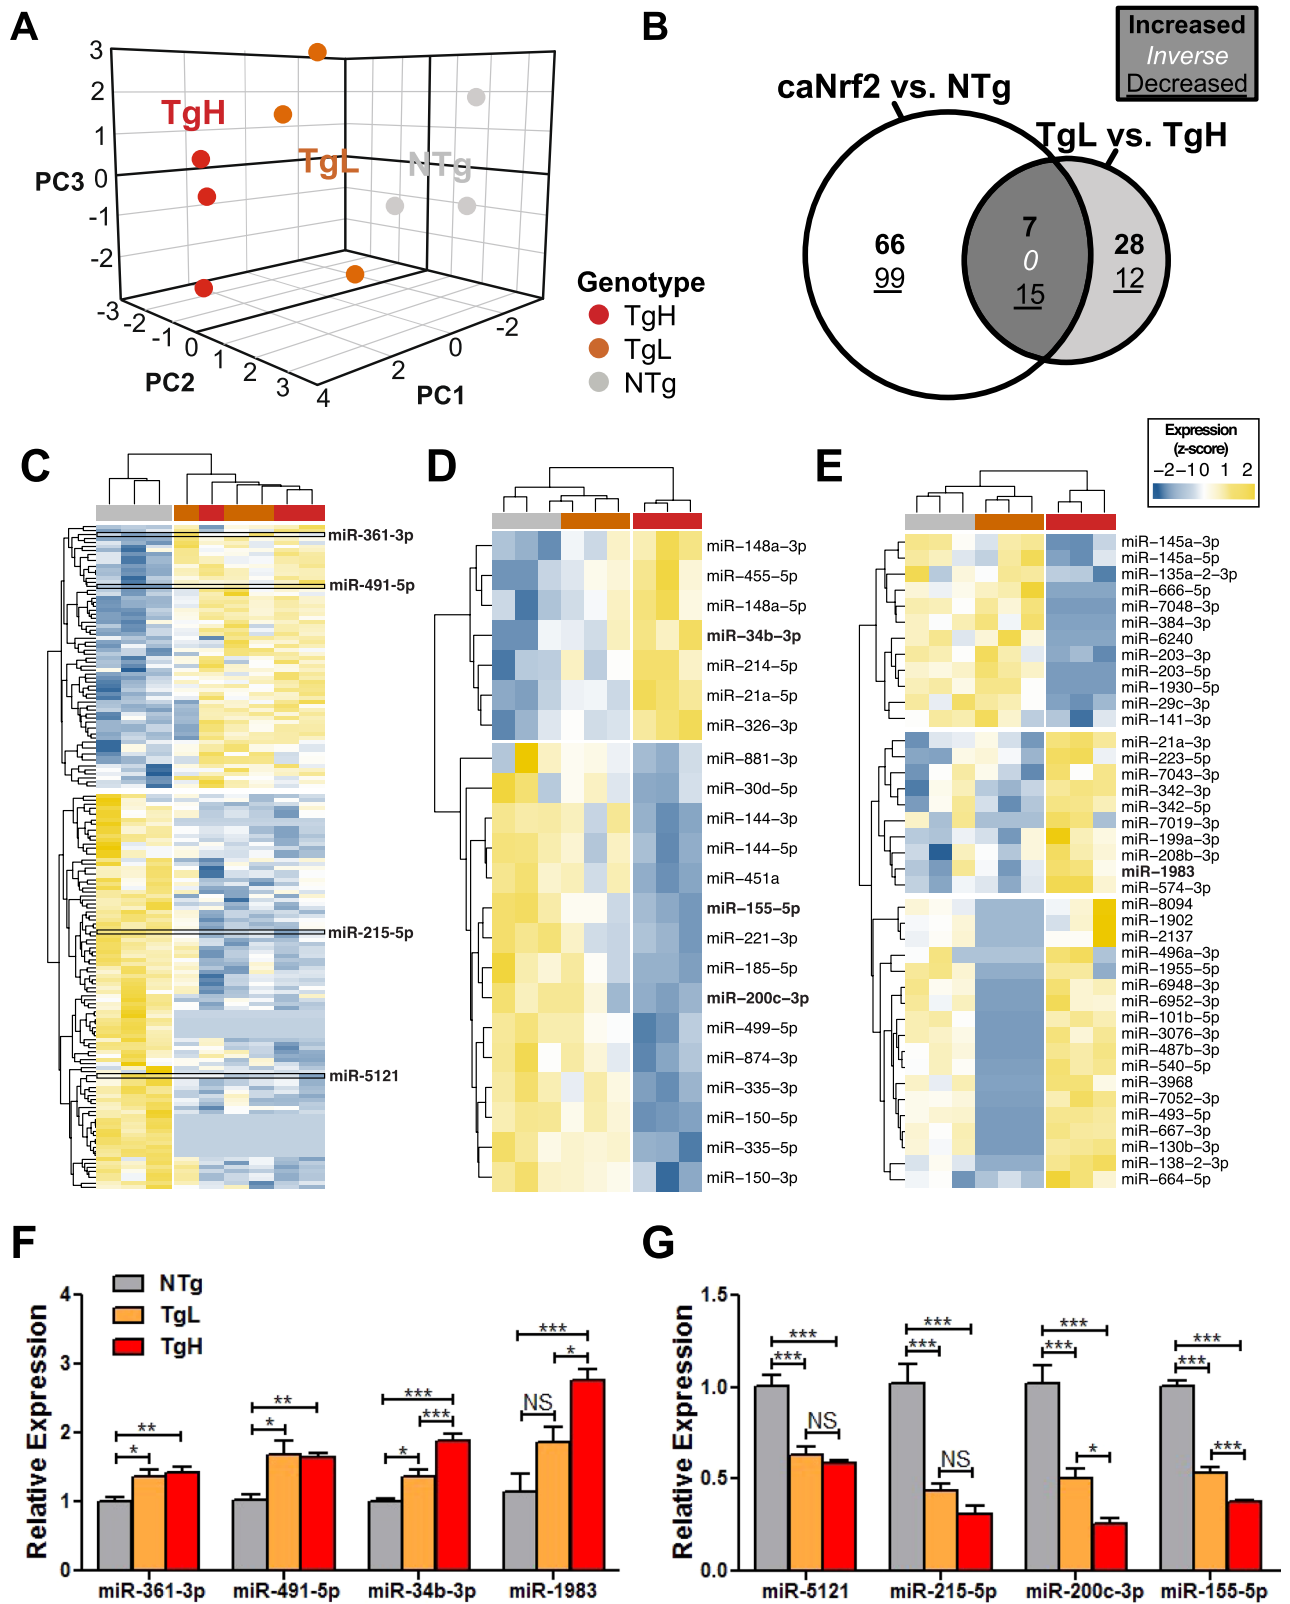 A
3
2
1
0
-1
-2
PC3
TgH
TgL
NTg
-3
-2
-1
0
1
2
3
4
PC2
2
0
-2
PC1
Genotype
TgH
TgL
NTg
B
Increased
Inverse
Decreased
caNrf2 vs. NTg
TgL vs. TgH
66
99
7
0
15
28
12
C
miR-361-3p
miR-491-5p
miR-215-5p
miR-5121
D
miR−148a−3p
miR−455−5p
miR−148a−5p
miR−34b−3p
miR−214−5p
miR−21a−5p
miR−326−3p
miR−881−3p
miR−30d−5p
miR−144−3p
miR−144−5p
miR−451a
miR−155−5p
miR−221−3p
miR−185−5p
miR−200c−3p
miR−499−5p
miR−874−3p
miR−335−3p
miR−150−5p
miR−335−5p
miR−150−3p
E
Expression
(z-score)
−2 −1 0 1 2
miR−145a−3p
miR−145a−5p
miR−135a−2−3p
miR−666−5p
miR−7048−3p
miR−384−3p
miR−6240
miR−203−3p
miR−203−5p
miR−1930−5p
miR−29c−3p
miR−141−3p
miR−21a−3p
miR−223−5p
miR−7043−3p
miR−342−3p
miR−342−5p
miR−7019−3p
miR−199a−3p
miR−208b−3p
miR−1983
miR−574−3p
miR−8094
miR−1902
miR−2137
miR−496a−3p
miR−1955−5p
miR−6948−3p
miR−6952−3p
miR−101b−5p
miR−3076−3p
miR−487b−3p
miR−540−5p
miR−3968
miR−7052−3p
miR−493−5p
miR−667−3p
miR−130b−3p
miR−138−2−3p
miR−664−5p
F
Relative Expression
4
3
2
1
0
NTg
TgL
TgH
**
*
**
*
***
***
*
***
*
NS
miR-361-3p
miR-491-5p
miR-34b-3p
miR-1983
G
Relative Expression
1.5
1.0
0.5
0.0
***
***
NS
***
***
NS
***
***
*
***
***
***
miR-5121
miR-215-5p
miR-200c-3p
miR-155-5p